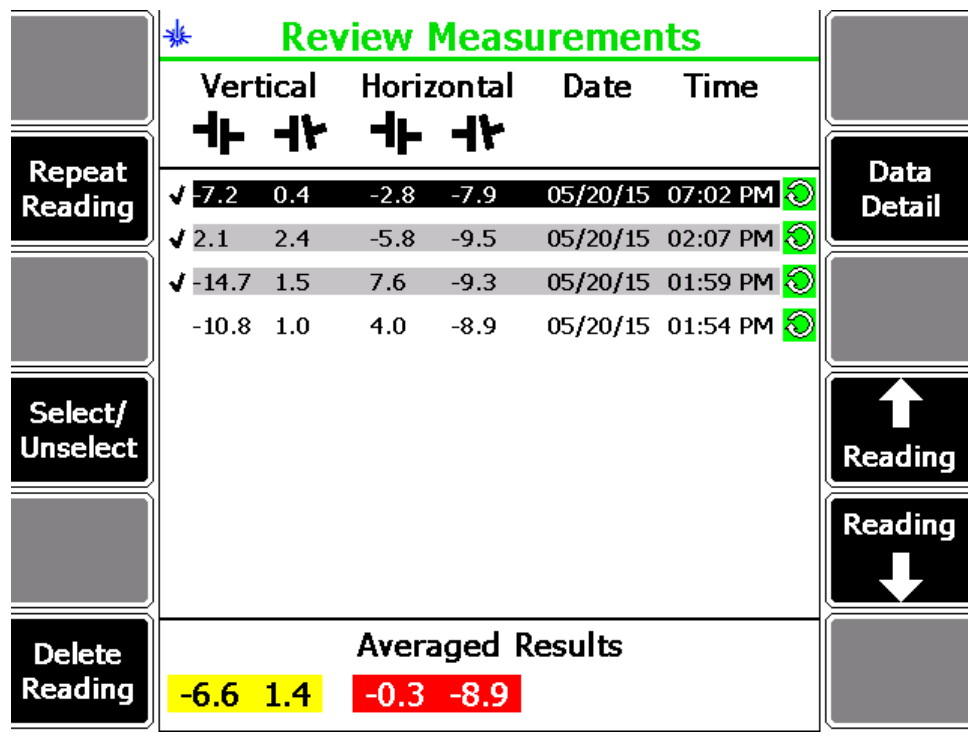 Review Measurements
Vertical Horizontal Date Time
Repeat
Reading
Data
Detail
-7.2 0.4 -2.8 -7.9 05/20/15 07:02 PM
2.1 2.4 -5.8 -9.5 05/20/15 02:07 PM
-14.7 1.5 7.6 -9.3 05/20/15 01:59 PM
-10.8 1.0 4.0 -8.9 05/20/15 01:54 PM
Select/
Unselect
Reading
Reading
Delete
Reading
Averaged Results
-6.6 1.4 -0.3 -8.9